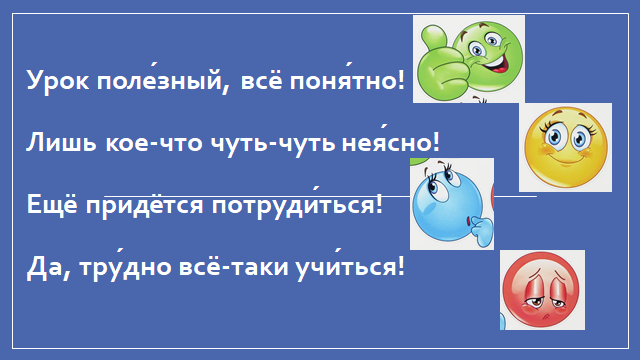 Урок поле́зный, всё поня́тно!
Лишь кое-что чуть-чуть нея́сно!
Ещё придётся потруди́ться!
Да, тру́дно всё-таки учи́ться!